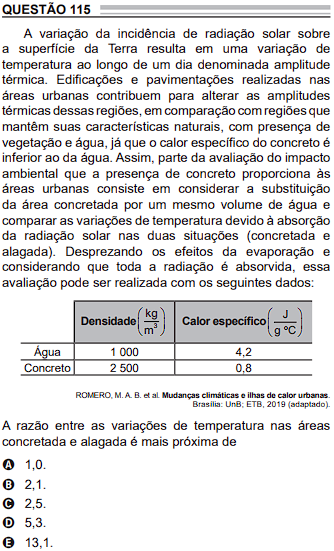 QUESTÃO 115
A variação da incidência de radiação solar sobre
a superfície da Terra resulta em uma variação de
temperatura ao longo de um dia denominada amplitude
térmica. Edificações e pavimentações realizadas nas
áreas urbanas contribuem para alterar as amplitudes
térmicas dessas regiões, em comparação com regiões que
mantêm suas características naturais, com presença de
vegetação e água, já que o calor específico do concreto é
inferior ao da água. Assim, parte da avaliação do impacto
ambiental que a presença de concreto proporciona às
áreas urbanas consiste em considerar a substituição
da área concretada por um mesmo volume de água e
comparar as variações de temperatura devido à absorção
da radiação solar nas duas situações (concretada e
alagada). Desprezando os efeitos da evaporação e
considerando que toda a radiação é absorvida, essa
avaliação pode ser realizada com os seguintes dados:
Densidade (kg/m³) Calor específico (J/g ºC)
Água 1 000 4,2
Concreto 2 500 0,8
ROMERO, M. A. B. et al. Mudanças climáticas e ilhas de calor urbanas.
Brasília: UnB; ETB, 2019 (adaptado).
A razão entre as variações de temperatura nas áreas
concretada e alagada é mais próxima de
A 1,0.
B 2,1.
C 2,5.
D 5,3.
E 13,1.